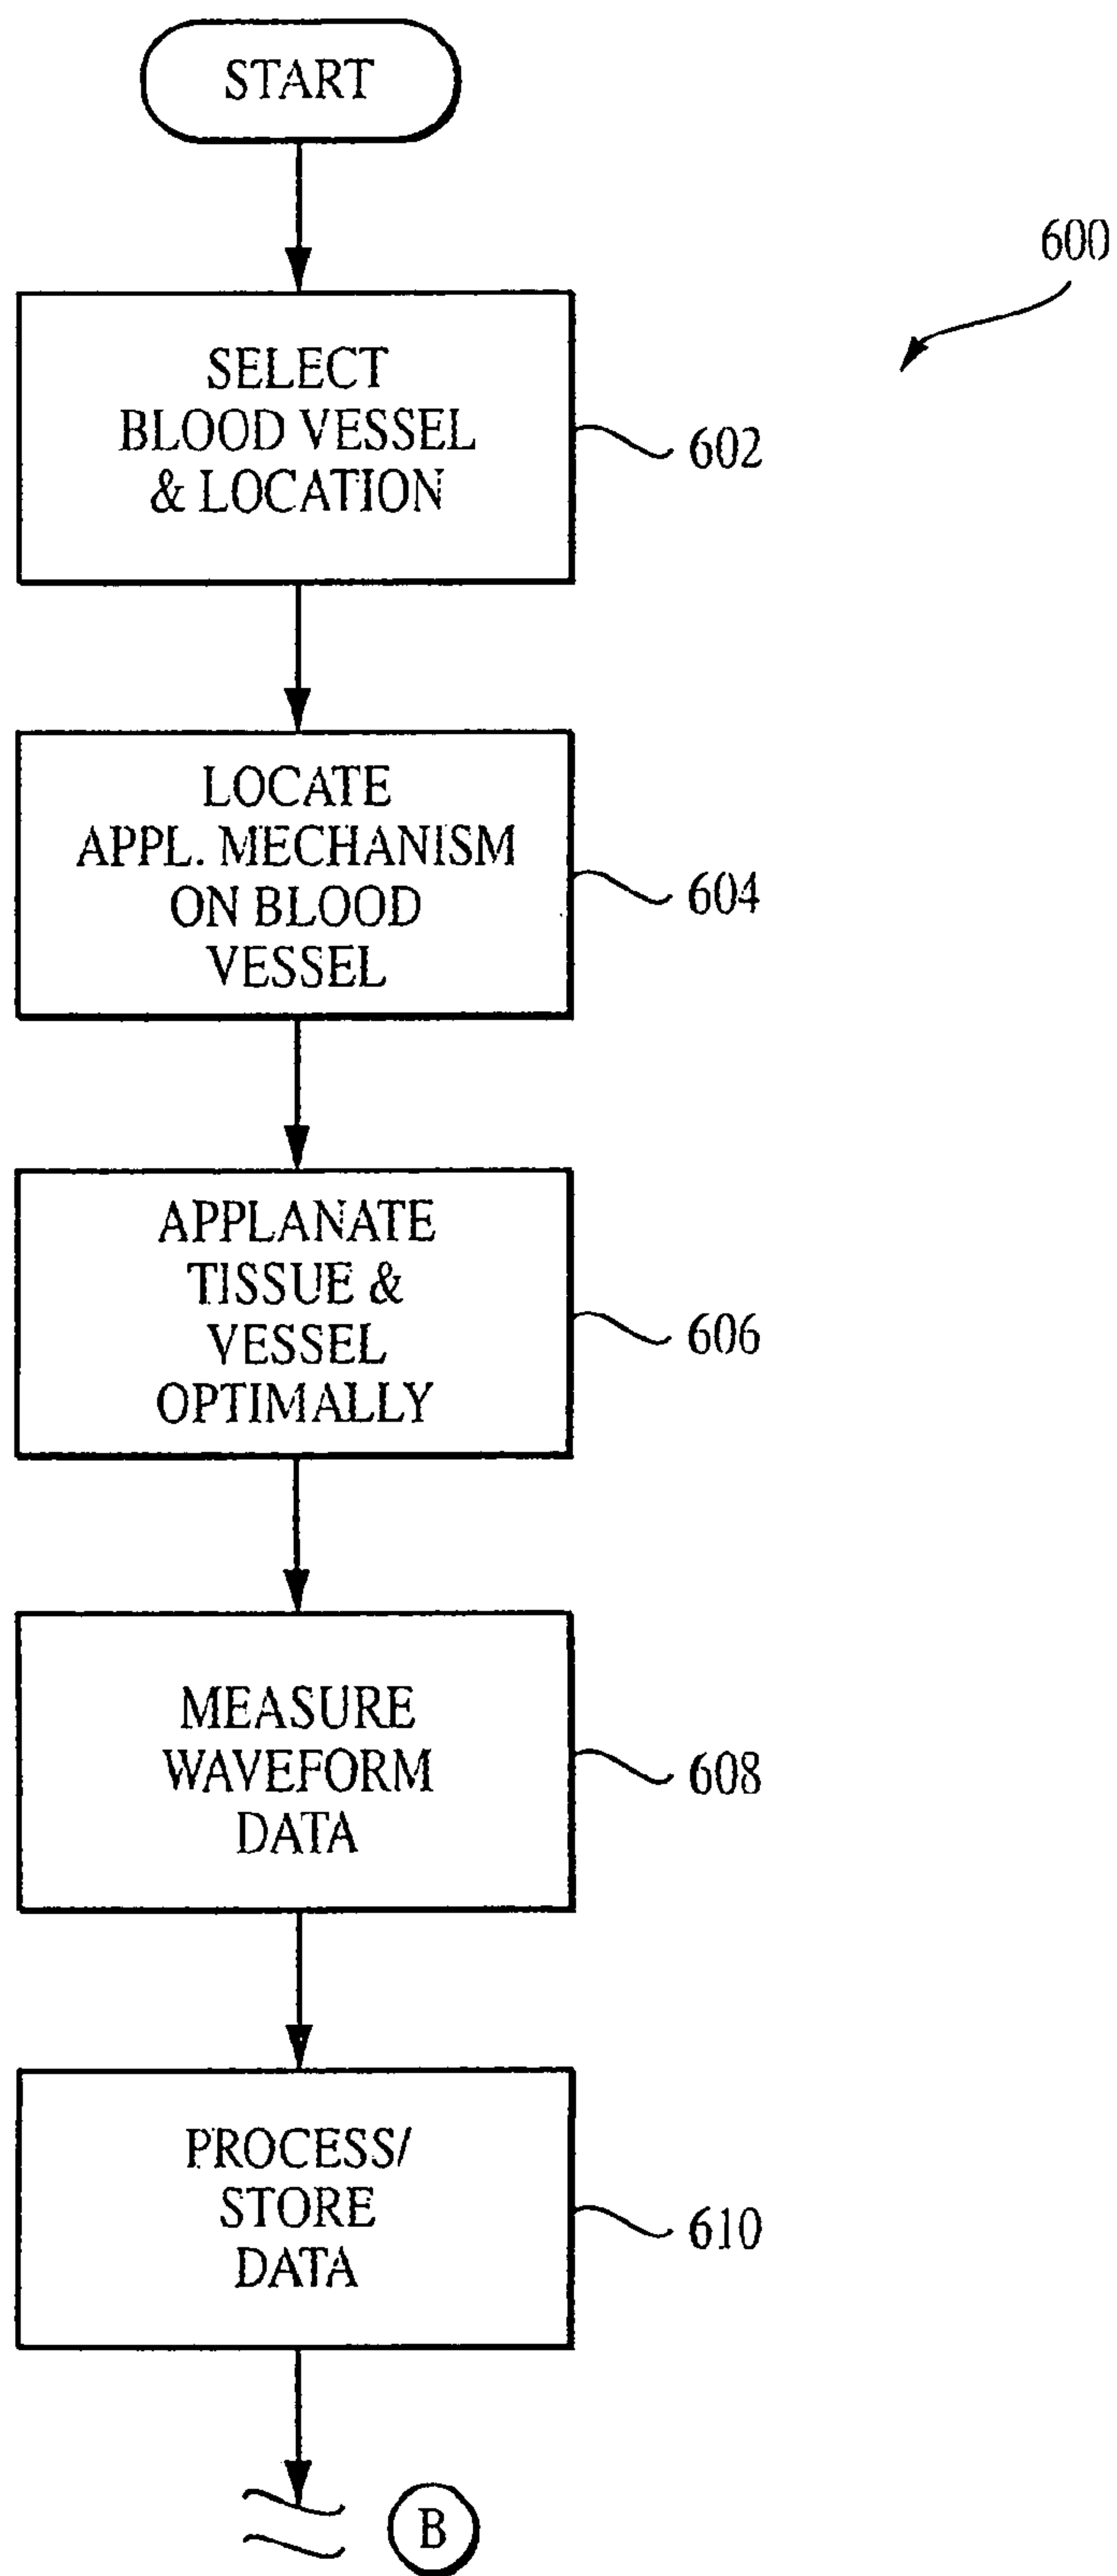 START
600
SELECT
BLOOD VESSEL
& LOCATION
602
LOCATE
APPL. MECHANISM
ON BLOOD
VESSEL
604
APPLANATE
TISSUE &
VESSEL
OPTIMALLY
606
MEASURE
WAVEFORM
DATA
608
PROCESS/
STORE
DATA
610
B